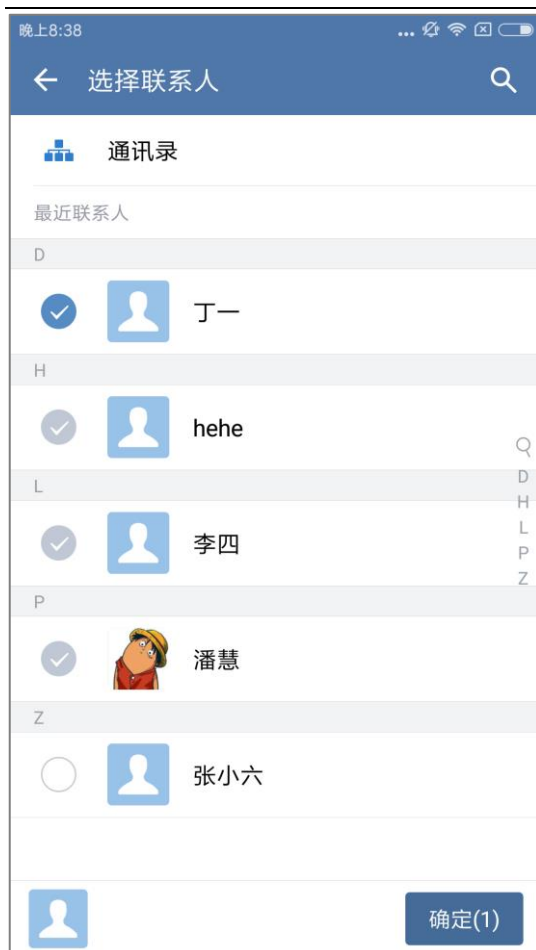 晚上8:38
选择联系人
通讯录
最近联系人
D
丁一
H
hehe
L
李四
P
潘慧
Z
张小六
D
H
L
P
Z
确定(1)